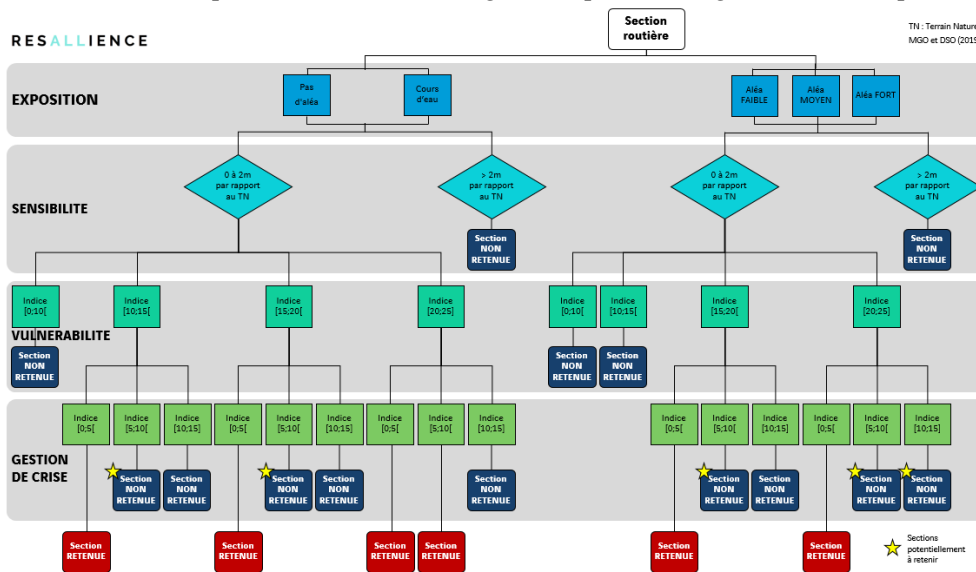 Section
routière
RESALLIENCE
TN : Terrain Nature
MGO et DSO (2019
EXPOSITION
Pas
d'aléa
Cours
d'eau
Aléa
FAIBLE
Aléa
MOYEN
Aléa FORT
SENSIBILITE
0 à 2m
par rapport
au TN
> 2m
par rapport
au TN
0 à 2m
par rapport
au TN
> 2m
par rapport
au TN
Section
NON
RETENUE
Section
NON
RETENUE
VULNERABILITE
Indice
[0;10[
Indice
[10;15[
Indice
[15;20[
Indice
[20;25]
Indice
[0;10[
Indice
[10;15[
Indice
[15;20[
Indice
[20;25]
Section
NON
RETENUE
Section
NON
RETENUE
Section
NON
RETENUE
GESTION
DE CRISE
Indice
[0;5[
Indice
[5;10[
Indice
[10;15]
Indice
[0;5[
Indice
[5;10[
Indice
[10;15]
Indice
[0;5[
Indice
[5;10[
Indice
[10;15]
Indice
[0;5[
Indice
[5;10[
Indice
[10;15]
Indice
[0;5[
Indice
[5;10[
Indice
[10;15]
Section
NON
RETENUE
Section
NON
RETENUE
Section
NON
RETENUE
Section
NON
RETENUE
Section
NON
RETENUE
Section
NON
RETENUE
Section
NON
RETENUE
Section
NON
RETENUE
Section
NON
RETENUE
Section
RETENUE
Section
RETENUE
Section
RETENUE
Section
RETENUE
Section
RETENUE
Section
RETENUE
Sections
potentiellement
à retenir